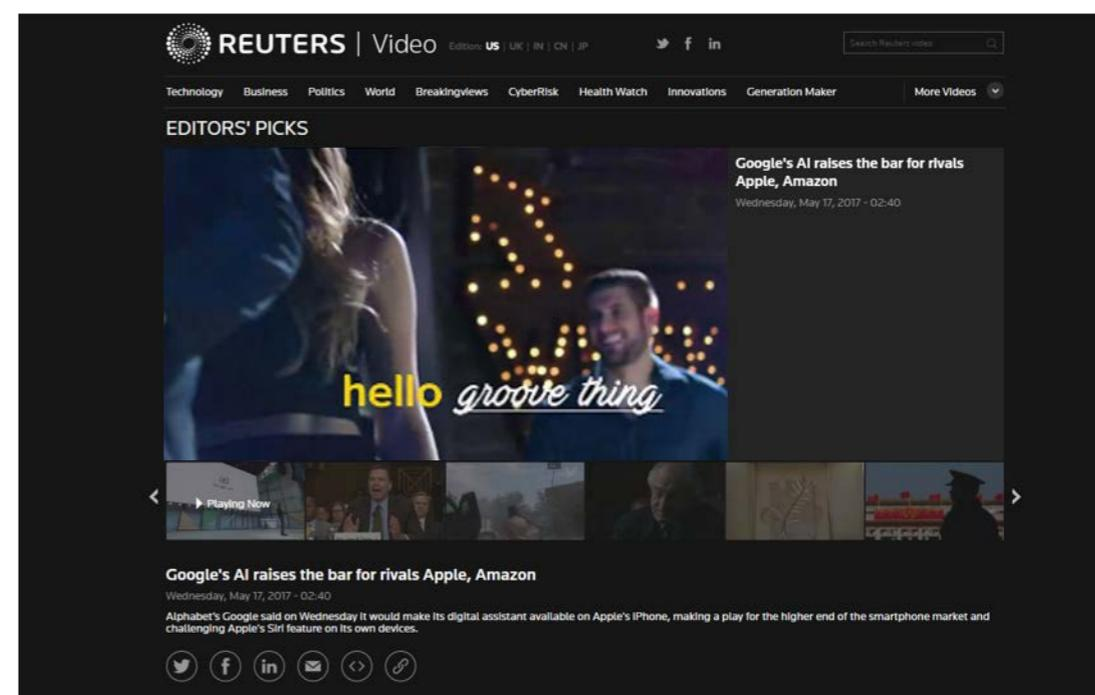 REUTERS | Video Edition: US | UK | IN | CN | JP
Search Reuters video
Technology Business Politics World Breakingviews CyberRisk Health Watch Innovations Generation Maker More Videos
EDITORS' PICKS
Google's AI raises the bar for rivals
Apple, Amazon
Wednesday, May 17, 2017 - 02:40
hello groove thing
Playing Now
Google's AI raises the bar for rivals Apple, Amazon
Wednesday, May 17, 2017 - 02:40
Alphabet's Google said on Wednesday it would make its digital assistant available on Apple's iPhone, making a play for the higher end of the smartphone market and
challenging Apple's Siri feature on its own devices.